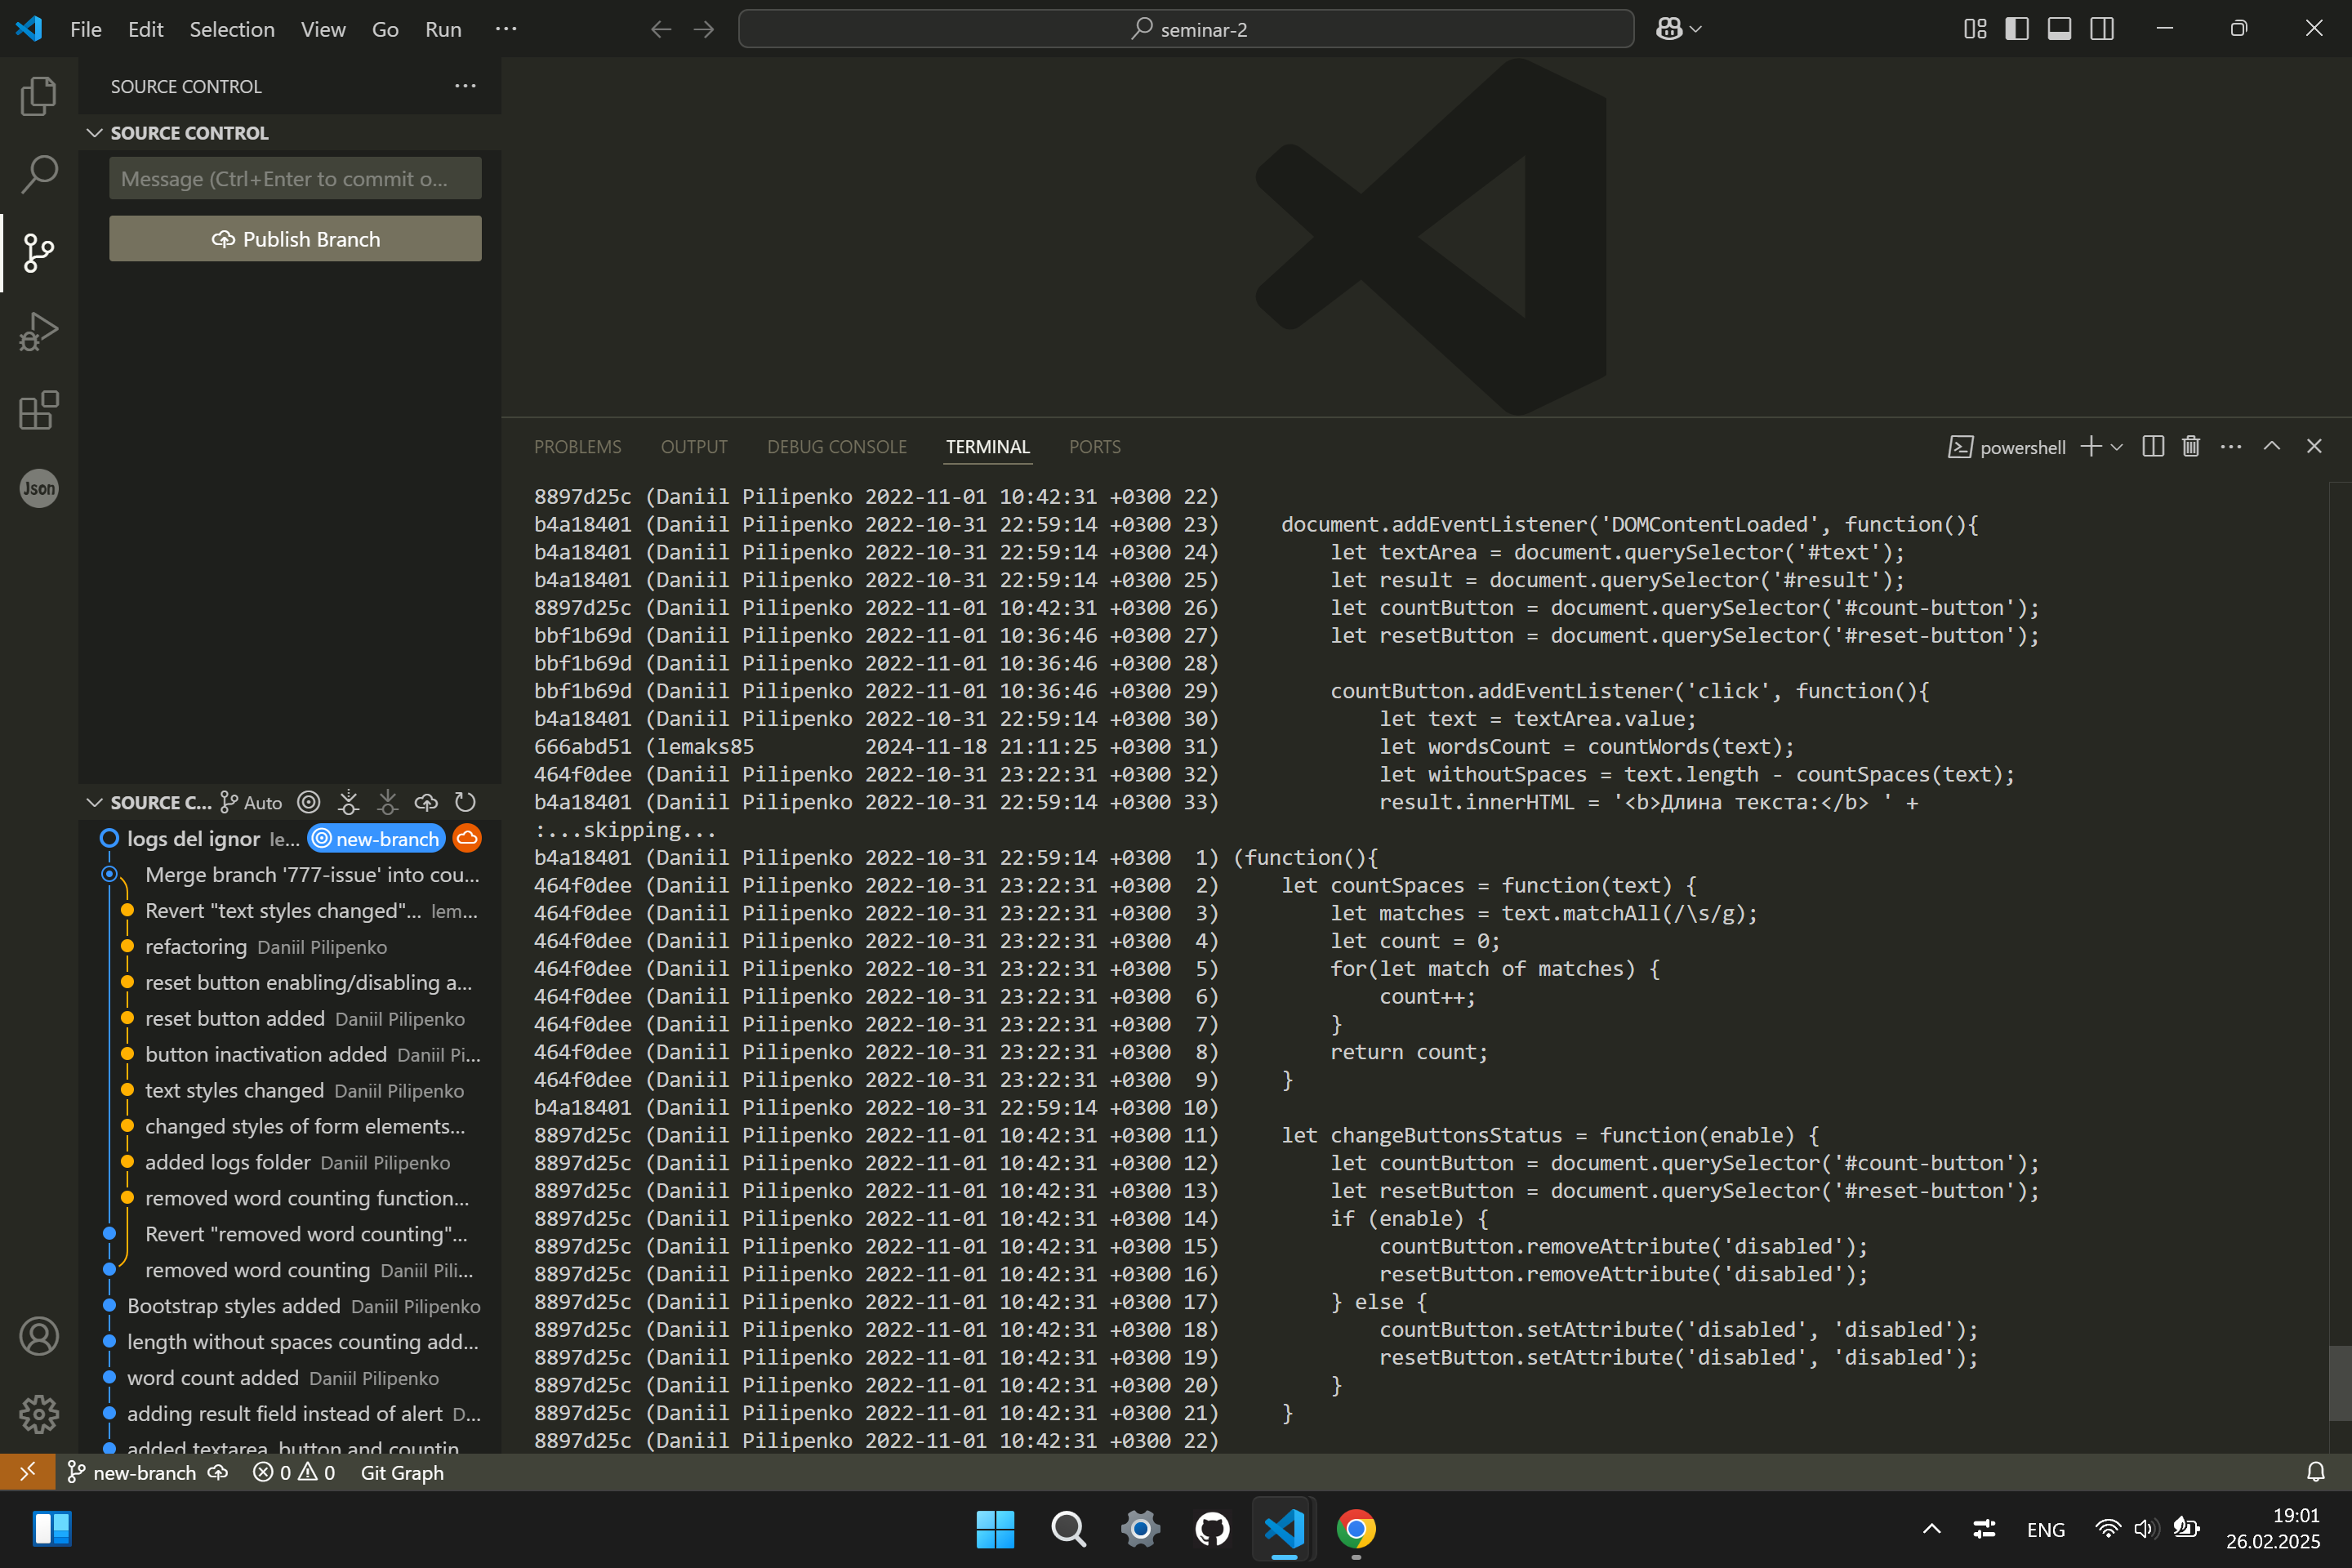 File Edit Selection View Go Run ··· seminar-2
SOURCE CONTROL
SOURCE CONTROL
Message (Ctrl+Enter to commit o...
Publish Branch
Json
SOURCE C... Auto
logs del ignor le... new-branch
Merge branch '777-issue' into cou...
Revert "text styles changed"... lem...
refactoring Daniil Pilipenko
reset button enabling/disabling a...
reset button added Daniil Pilipenko
button inactivation added Daniil Pi...
text styles changed Daniil Pilipenko
changed styles of form elements...
added logs folder Daniil Pilipenko
removed word counting function...
Revert "removed word counting"...
removed word counting Daniil Pili...
Bootstrap styles added Daniil Pilipenko
length without spaces counting add...
word count added Daniil Pilipenko
adding result field instead of alert D...
added textarea, button and countin
PROBLEMS OUTPUT DEBUG CONSOLE TERMINAL PORTS powershell
8897d25c (Daniil Pilipenko 2022-11-01 10:42:31 +0300 22)
b4a18401 (Daniil Pilipenko 2022-10-31 22:59:14 +0300 23)     document.addEventListener('DOMContentLoaded', function(){
b4a18401 (Daniil Pilipenko 2022-10-31 22:59:14 +0300 24)         let textArea = document.querySelector('#text');
b4a18401 (Daniil Pilipenko 2022-10-31 22:59:14 +0300 25)         let result = document.querySelector('#result');
8897d25c (Daniil Pilipenko 2022-11-01 10:42:31 +0300 26)         let countButton = document.querySelector('#count-button');
bbf1b69d (Daniil Pilipenko 2022-11-01 10:36:46 +0300 27)         let resetButton = document.querySelector('#reset-button');
bbf1b69d (Daniil Pilipenko 2022-11-01 10:36:46 +0300 28)
bbf1b69d (Daniil Pilipenko 2022-11-01 10:36:46 +0300 29)         countButton.addEventListener('click', function(){
b4a18401 (Daniil Pilipenko 2022-10-31 22:59:14 +0300 30)             let text = textArea.value;
666abd51 (lemaks85         2024-11-18 21:11:25 +0300 31)             let wordsCount = countWords(text);
464f0dee (Daniil Pilipenko 2022-10-31 23:22:31 +0300 32)             let withoutSpaces = text.length - countSpaces(text);
b4a18401 (Daniil Pilipenko 2022-10-31 22:59:14 +0300 33)             result.innerHTML = '<b>Длина текста:</b> ' +
:...skipping...
b4a18401 (Daniil Pilipenko 2022-10-31 22:59:14 +0300  1) (function(){
464f0dee (Daniil Pilipenko 2022-10-31 23:22:31 +0300  2)     let countSpaces = function(text) {
464f0dee (Daniil Pilipenko 2022-10-31 23:22:31 +0300  3)         let matches = text.matchAll(/\s/g);
464f0dee (Daniil Pilipenko 2022-10-31 23:22:31 +0300  4)         let count = 0;
464f0dee (Daniil Pilipenko 2022-10-31 23:22:31 +0300  5)         for(let match of matches) {
464f0dee (Daniil Pilipenko 2022-10-31 23:22:31 +0300  6)             count++;
464f0dee (Daniil Pilipenko 2022-10-31 23:22:31 +0300  7)         }
464f0dee (Daniil Pilipenko 2022-10-31 23:22:31 +0300  8)         return count;
464f0dee (Daniil Pilipenko 2022-10-31 23:22:31 +0300  9)     }
b4a18401 (Daniil Pilipenko 2022-10-31 22:59:14 +0300 10)
8897d25c (Daniil Pilipenko 2022-11-01 10:42:31 +0300 11)     let changeButtonsStatus = function(enable) {
8897d25c (Daniil Pilipenko 2022-11-01 10:42:31 +0300 12)         let countButton = document.querySelector('#count-button');
8897d25c (Daniil Pilipenko 2022-11-01 10:42:31 +0300 13)         let resetButton = document.querySelector('#reset-button');
8897d25c (Daniil Pilipenko 2022-11-01 10:42:31 +0300 14)         if (enable) {
8897d25c (Daniil Pilipenko 2022-11-01 10:42:31 +0300 15)             countButton.removeAttribute('disabled');
8897d25c (Daniil Pilipenko 2022-11-01 10:42:31 +0300 16)             resetButton.removeAttribute('disabled');
8897d25c (Daniil Pilipenko 2022-11-01 10:42:31 +0300 17)         } else {
8897d25c (Daniil Pilipenko 2022-11-01 10:42:31 +0300 18)             countButton.setAttribute('disabled', 'disabled');
8897d25c (Daniil Pilipenko 2022-11-01 10:42:31 +0300 19)             resetButton.setAttribute('disabled', 'disabled');
8897d25c (Daniil Pilipenko 2022-11-01 10:42:31 +0300 20)         }
8897d25c (Daniil Pilipenko 2022-11-01 10:42:31 +0300 21)     }
8897d25c (Daniil Pilipenko 2022-11-01 10:42:31 +0300 22)
new-branch 0 0 Git Graph
ENG 19:01
26.02.2025